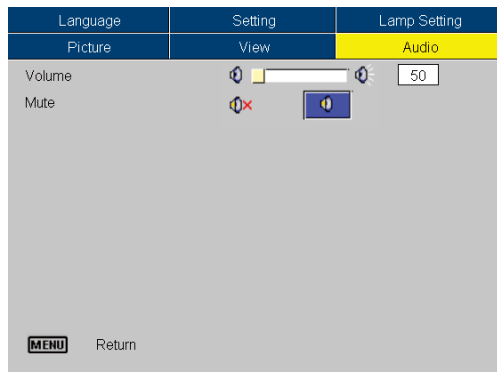 Language Setting Lamp Setting
Picture View Audio
Volume 50
Mute
MENU Return